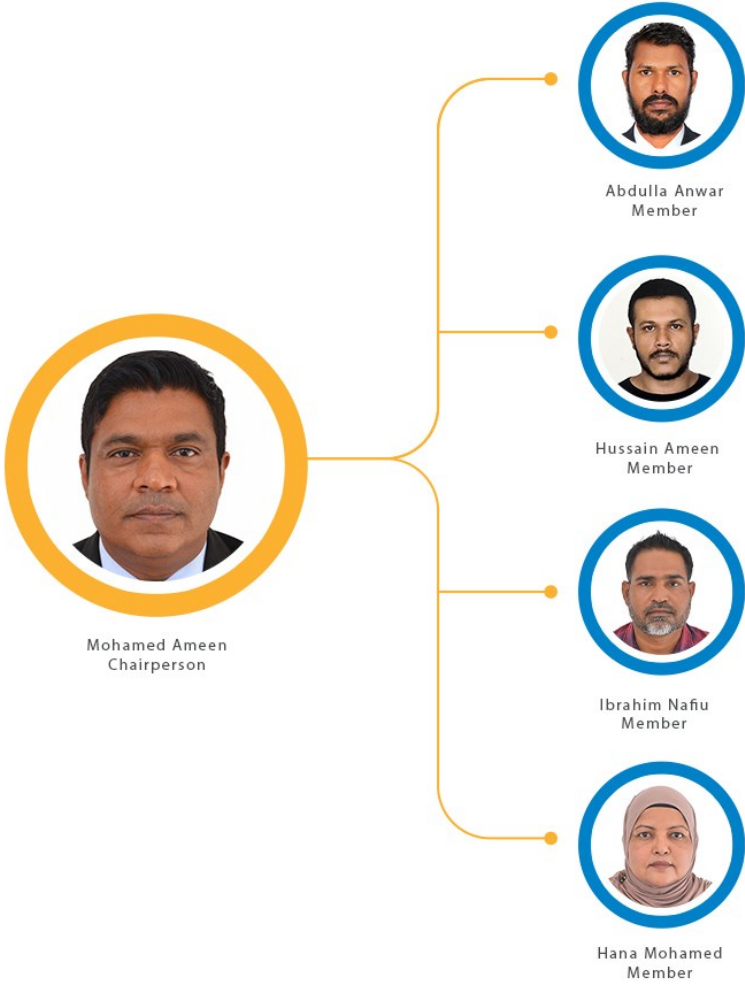 Abdulla Anwar
Member
Hussain Ameen
Member
Mohamed Ameen
Chairperson
Ibrahim Nafiu
Member
Hana Mohamed
Member